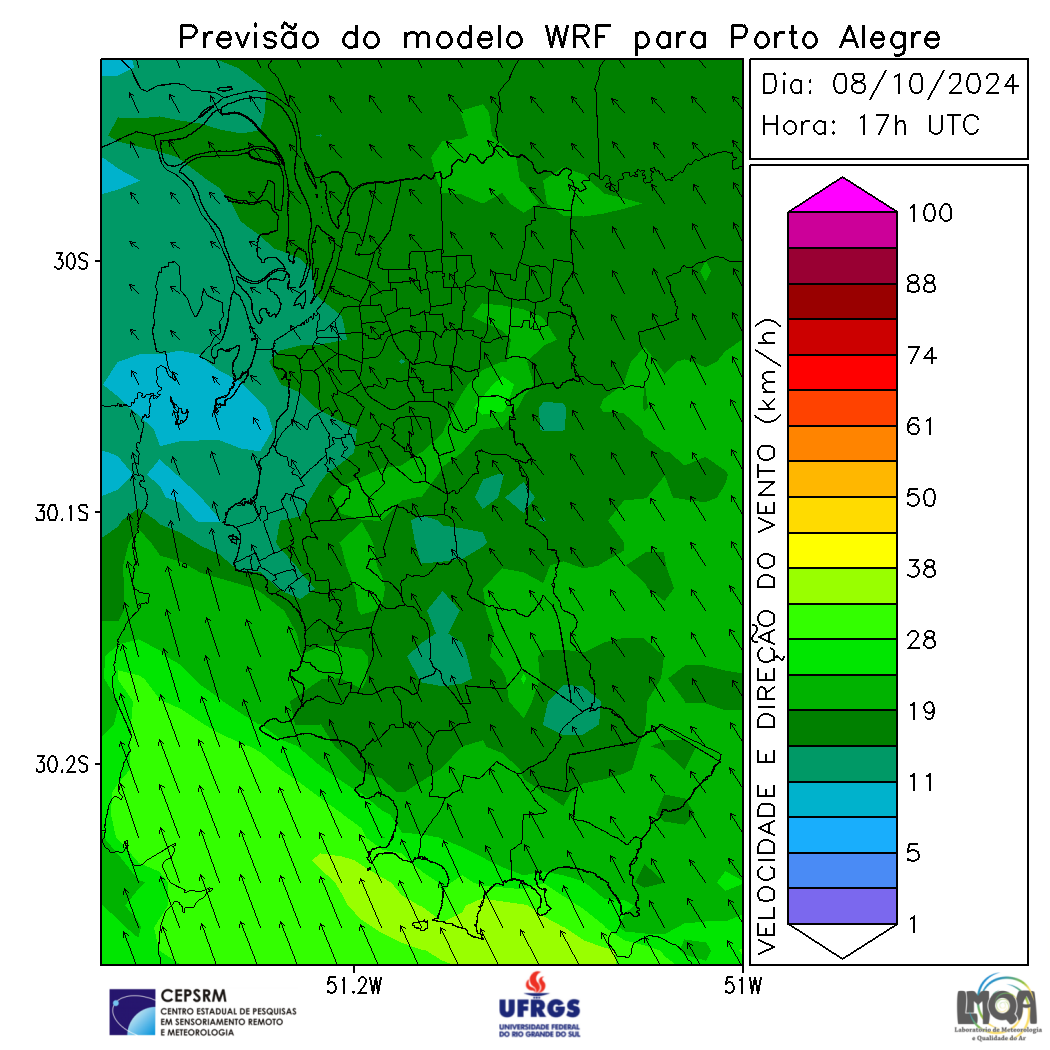 Previsão do modelo WRF para Porto Alegre
Dia: 08/10/2024
Hora: 17h UTC
100
88
74
61
50
38
28
19
11
5
1
VELOCIDADE E DIREÇÃO DO VENTO (km/h)
30S
30.1S
30.2S
51.2W
51W
CEPSRM
CENTRO ESTADUAL DE PESQUISAS
EM SENSORIAMENTO REMOTO
E METEOROLOGIA
UFRGS
UNIVERSIDADE FEDERAL
DO RIO GRANDE DO SUL
LMQA
Laboratório de Meteorologia
e Qualidade do Ar